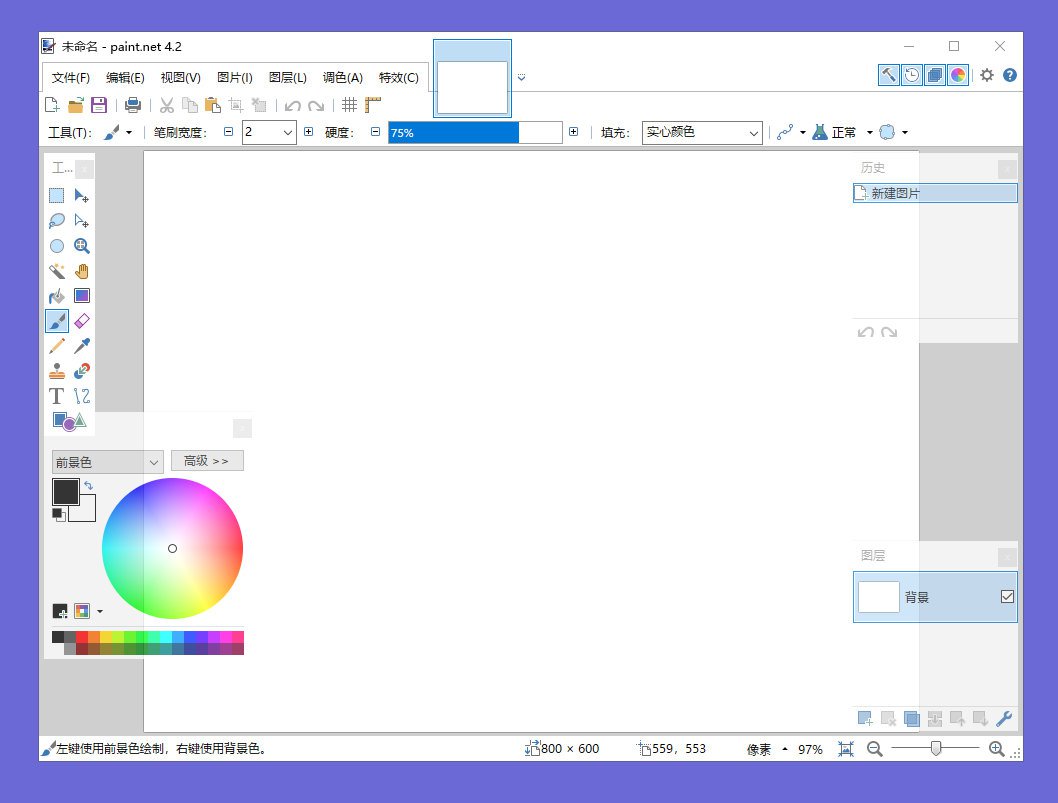 未命名 - paint.net 4.2
文件(F) 编辑(E) 视图(V) 图片(I) 图层(L) 调色(A) 特效(C)
工具(T): 笔刷宽度: 2 硬度: 75% 填充: 实心颜色 正常
工...
历史
新建图片
前景色 高级 >>
图层
背景
左键使用前景色绘制，右键使用背景色。 800 × 600 559, 553 像素 97%